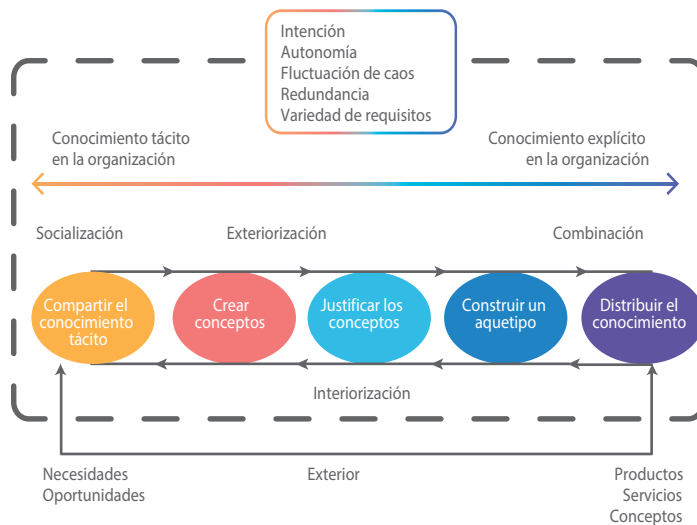 Intención
Autonomía
Fluctuación de caos
Redundancia
Variedad de requisitos
Conocimiento tácito
en la organización
Conocimiento explícito
en la organización
Socialización
Exteriorización
Combinación
Compartir el
conocimiento
tácito
Crear
conceptos
Justificar los
conceptos
Construir un
aquetipo
Distribuir el
conocimiento
Interiorización
Necesidades
Oportunidades
Exterior
Productos
Servicios
Conceptos